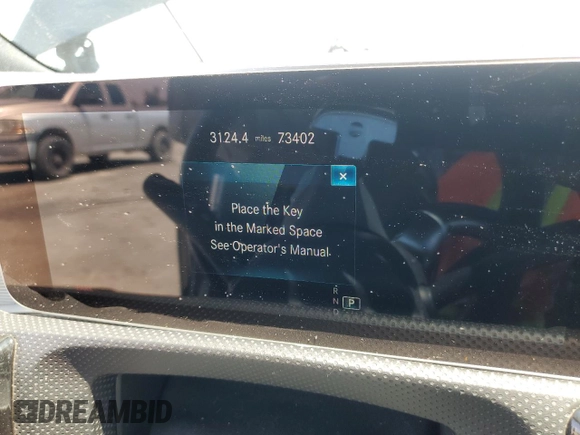 3124.4 miles 73402
×
Place the Key
in the Marked Space
See Operator's Manual
R
N P
D
DREAMBID